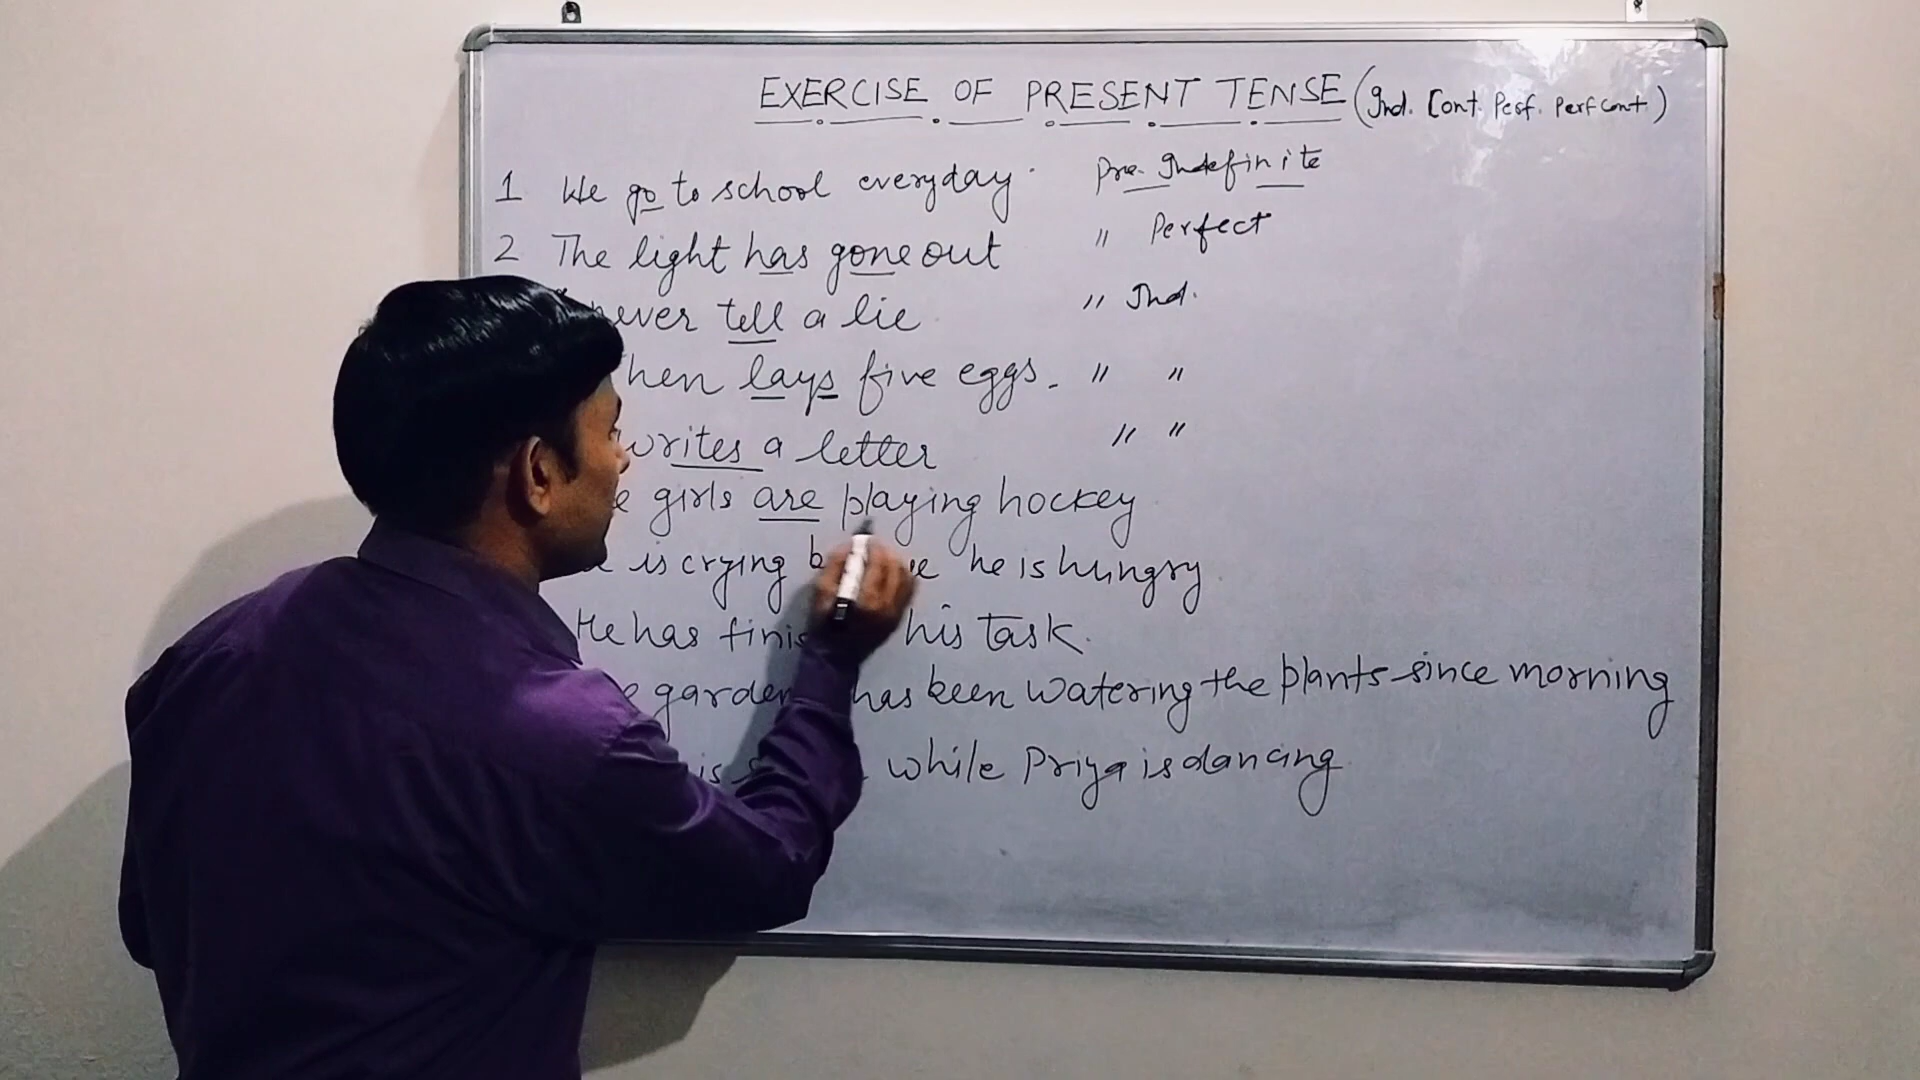 EXERCISE OF PRESENT TENSE (Ind. Cont. Perf. Perf cont.)
1 We go to school everyday. Pre. Indefinite
2 The light has gone out " Perfect
never tell a lie " Ind.
hen lays five eggs. " "
writes a letter " "
girls are playing hockey
is crying he is hungry
He has his task.
has been watering the plants since morning
is while Priya is dancing